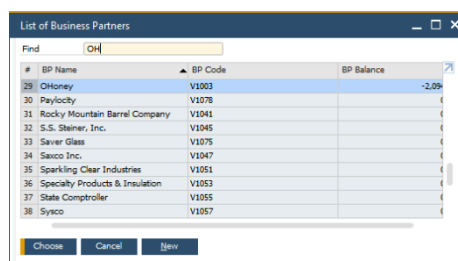 List of Business Partners
Find OH
# BP Name BP Code BP Balance
29 OHoney V1003 -2,094
30 Paylocity V1078
31 Rocky Mountain Barrel Company V1041
32 S.S. Steiner, Inc. V1045
33 Saver Glass V1075
34 Saxco Inc. V1047
35 Sparkling Clear Industries V1051
36 Specialty Products & Insulation V1053
37 State Comptroller V1055
38 Sysco V1057
Choose Cancel New